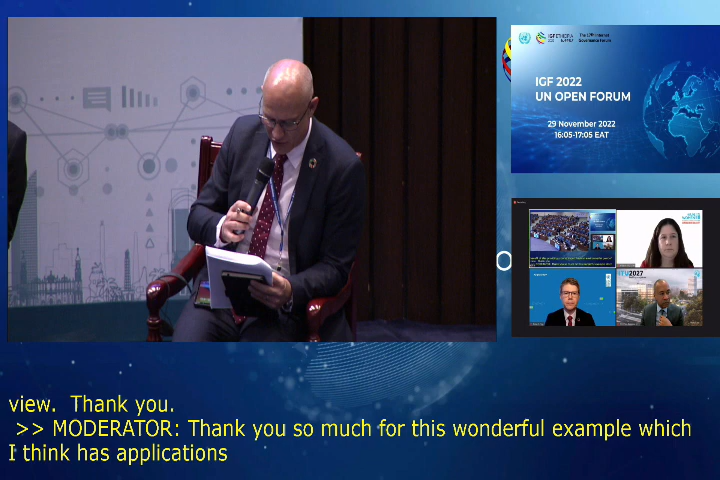 IGF 2022
UN OPEN FORUM
29 November 2022
16:05-17:05 EAT
ITU2027
view.  Thank you.
>> MODERATOR: Thank you so much for this wonderful example which
I think has applications